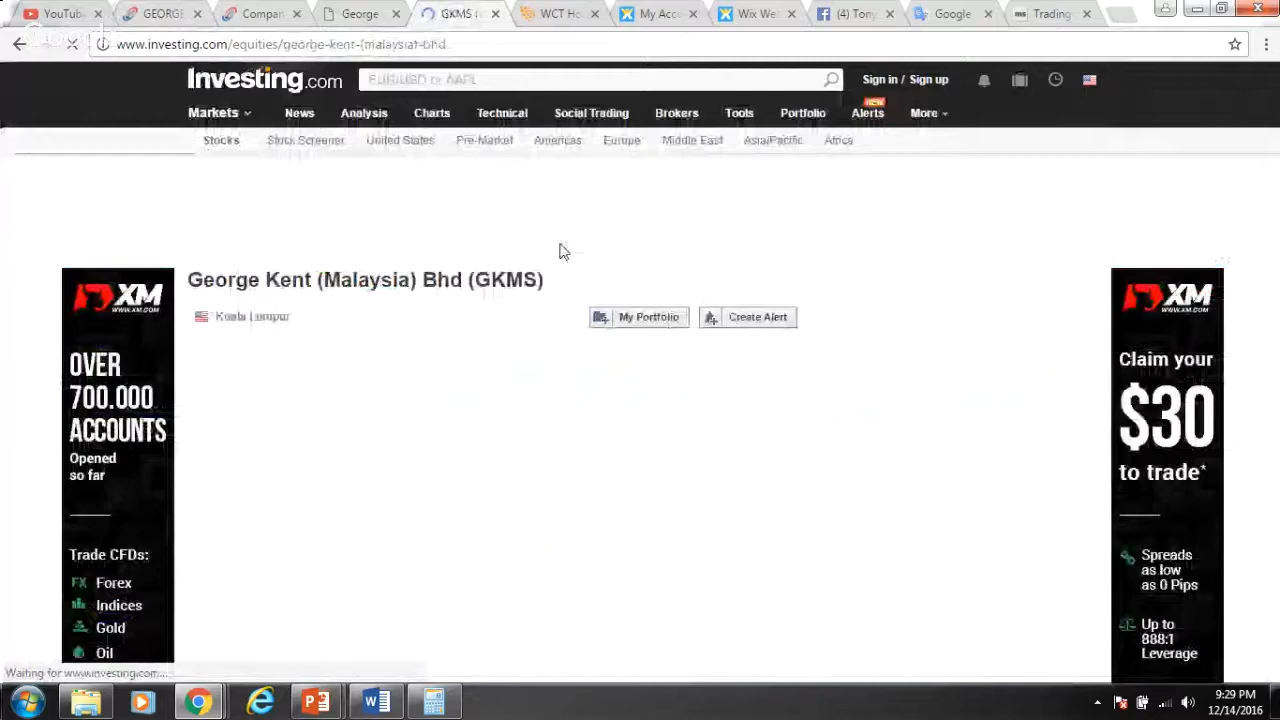 YouTube
GEORGE
Compan
George
GKMS
WCT Ho
My Acco
Wix We
(4) Tony
Google
Trading
www.investing.com/equities/george-kent-(malaysia)-bhd
Investing.com
EUR/USD or AAPL
Sign in / Sign up
Markets
News
Analysis
Charts
Technical
Social Trading
Brokers
Tools
Portfolio
NEW
Alerts
More
Stocks
Stock Screener
United States
Pre-Market
Americas
Europe
Middle East
Asia/Pacific
Africa
George Kent (Malaysia) Bhd (GKMS)
Kuala Lumpur
My Portfolio
Create Alert
XM
WWW.XM.COM
OVER
700.000
ACCOUNTS
Opened
so far
Trade CFDs:
FX Forex
Indices
Gold
Oil
XM
WWW.XM.COM
Claim your
$30
to trade*
Spreads
as low
as 0 Pips
Up to
888:1
Leverage
Waiting for www.investing.com...
9:29 PM
12/14/2016